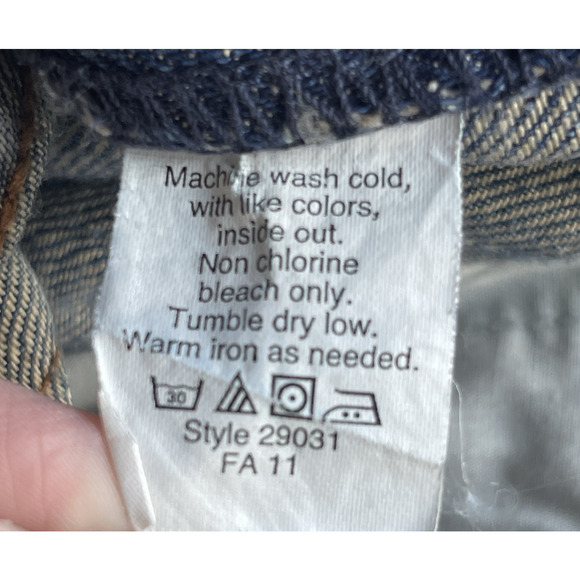 Machine wash cold,
with like colors,
inside out.
Non chlorine
bleach only.
Tumble dry low.
Warm iron as needed.
30
Style 29031
FA 11